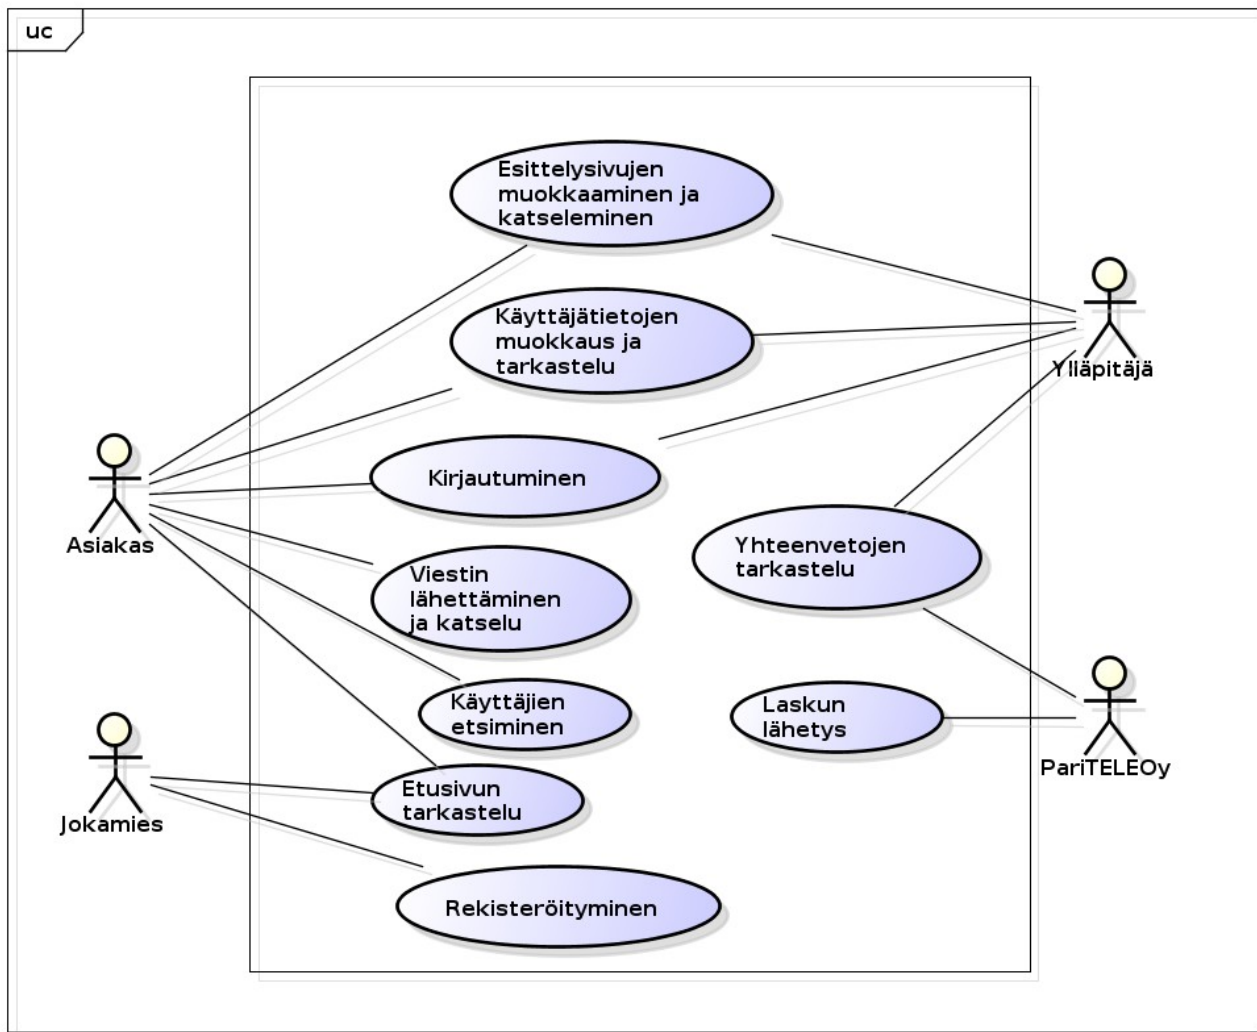 uc
Esittelysivujen
muokkaaminen ja
katseleminen
Käyttäjätietojen
muokkaus ja
tarkastelu
Ylläpitäjä
Kirjautuminen
Asiakas
Yhteenvetojen
tarkastelu
Viestin
lähettäminen
ja katselu
Käyttäjien
etsiminen
Laskun
lähetys
PariTELEOy
Etusivun
tarkastelu
Jokamies
Rekisteröityminen